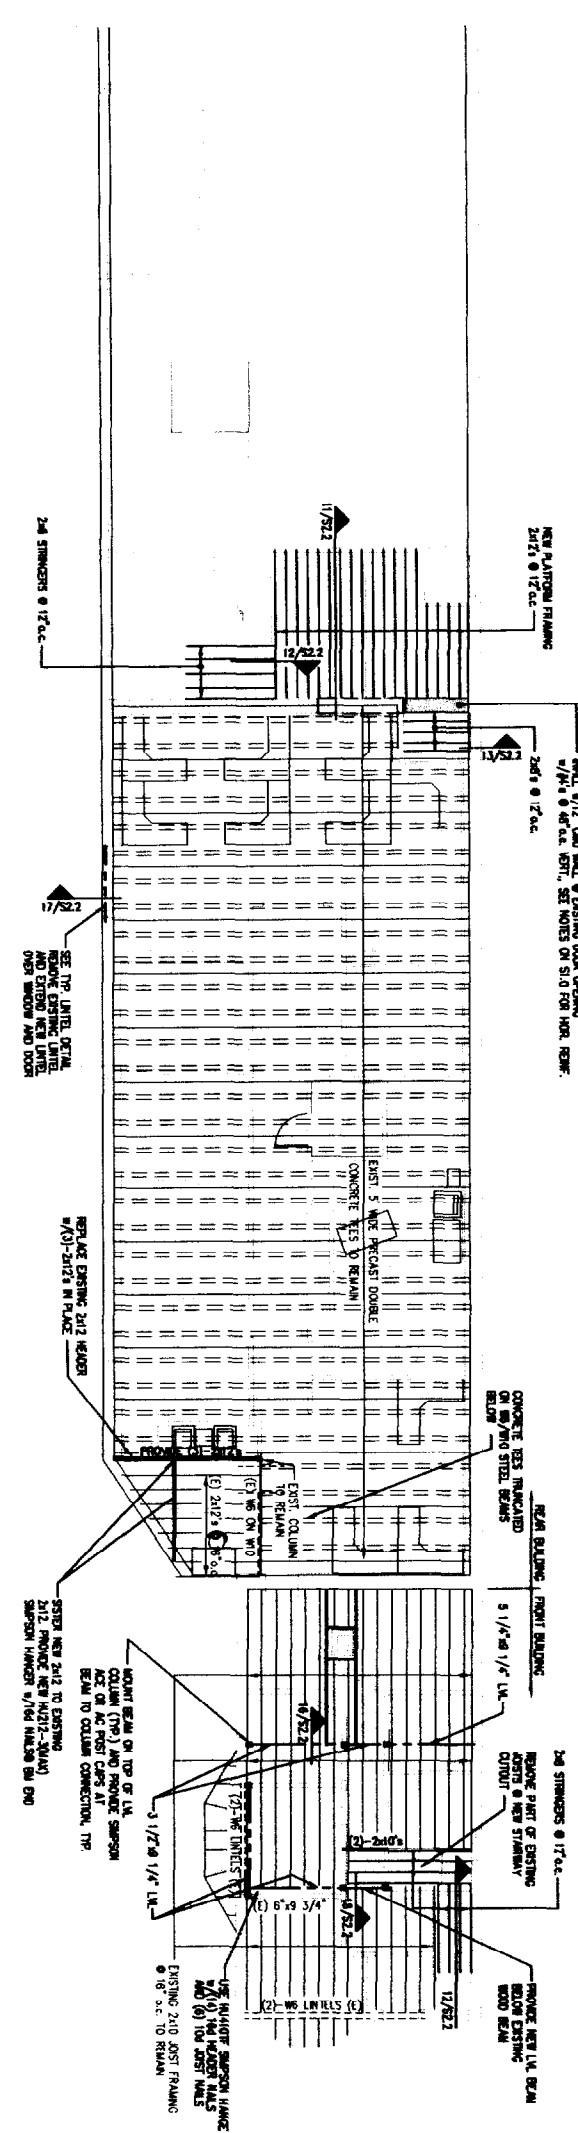 NEW PLATFORM FRAMING
2x12's @ 12"o.c.
w/#4's @ 48" o.c. VERT., SEE NOTES ON S1.0 FOR HOR. REINF.
2x8's @ 12"o.c.
11/S2.2
12/S2.2
13/S2.2
2x6 STRINGERS @ 12"o.c.
17/S2.2
SEE TYP. LINTEL DETAIL
REMOVE EXISTING LINTEL
AND EXTEND NEW LINTEL
OVER WINDOW AND DOOR
EXIST. 5' WIDE PRECAST DOUBLE
CONCRETE TEES TO REMAIN
REPLACE EXISTING 2x12 HEADER
w/(3)-2x12's IN PLACE
CONCRETE TEES TRUNCATED
ON W6/W10 STEEL BEAMS
BELOW
PROVIDE (3)-2x12's
EXIST. COLUMN
TO REMAIN
(E) W6 ON W10
(E) 2x12's @ 16" o.c.
REAR BUILDING
FRONT BUILDING
SISTER NEW 2x12 TO EXISTING
2x12. PROVIDE NEW HU212-3(MAX)
SIMPSON HANGER w/16d NAILS@ EA END
MOUNT BEAM ON TOP OF LVL
COLUMN (TYP.) AND PROVIDE SIMPSON
ACE OR AC POST CAPS AT
BEAM TO COLUMN CONNECTION, TYP.
5 1/4"x9 1/4" LVL
16/S2.2
3 1/2"x9 1/4" LVL
(2)-W6 LINTELS (E)
(2)-2x10's
REMOVE PART OF EXISTING
JOISTS @ NEW STAIRWAY
CUTOUT
2x8 STRINGERS @ 12"o.c.
(E) 6"x9 3/4"
18/S2.2
12/S2.2
PROVIDE NEW LVL BEAM
BELOW EXISTING
WOOD BEAM
(2)-W6 LINTELS (E)
USE HU410TF SIMPSON HANGE
w/(14) 16d HEADER NAILS
AND (6) 10d JOIST NAILS
EXISTING 2x10 JOIST FRAMING
@ 16" o.c. TO REMAIN